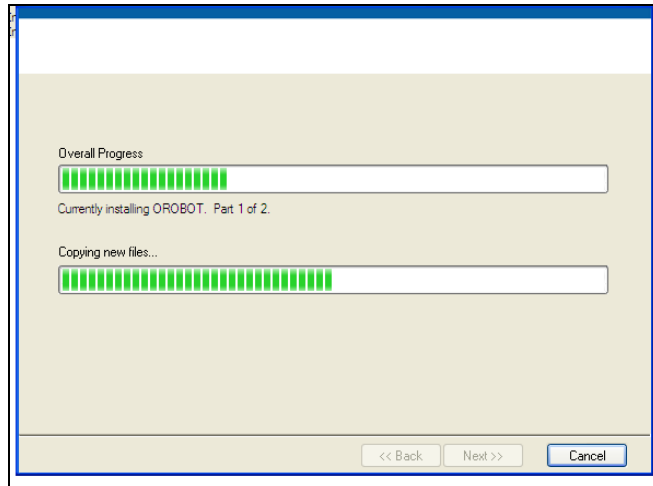 Overall Progress
Currently installing OROBOT. Part 1 of 2.
Copying new files...
<< Back Next >> Cancel